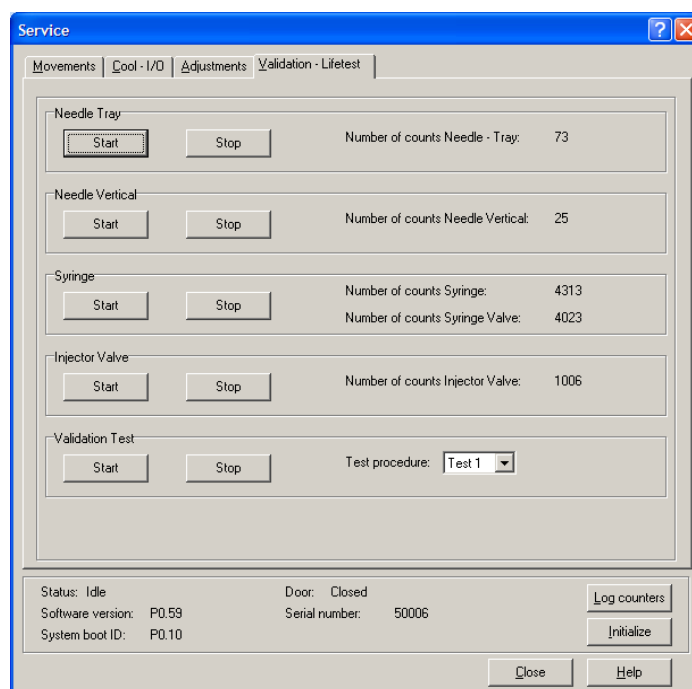 Service
Movements Cool - I/O Adjustments Validation - Lifetest
Needle Tray
Start Stop Number of counts Needle - Tray: 73
Needle Vertical
Start Stop Number of counts Needle Vertical: 25
Syringe
Start Stop Number of counts Syringe: 4313
Number of counts Syringe Valve: 4023
Injector Valve
Start Stop Number of counts Injector Valve: 1006
Validation Test
Start Stop Test procedure: Test 1
Status: Idle Door: Closed Log counters
Software version: P0.59 Serial number: 50006
System boot ID: P0.10 Initialize
Close Help